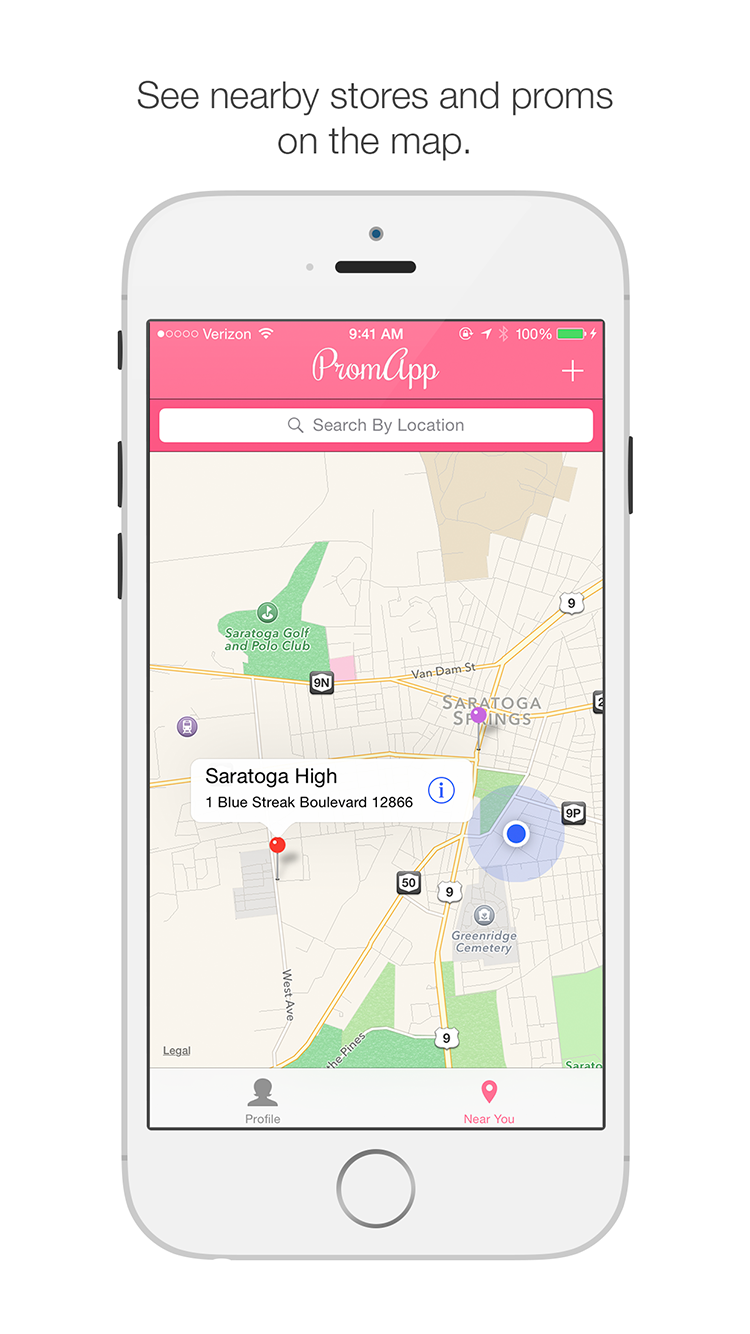 See nearby stores and proms
on the map.
Verizon 9:41 AM 100%
PromApp
+
Search By Location
9
Saratoga Golf
and Polo Club
Van Dam St
9N
SARATOGA
SPRINGS
2
Saratoga High
1 Blue Streak Boulevard 12866
i
9P
50
9
Greenridge
Cemetery
West Ave
the Pines
9
Legal
Sarato
Profile
Near You